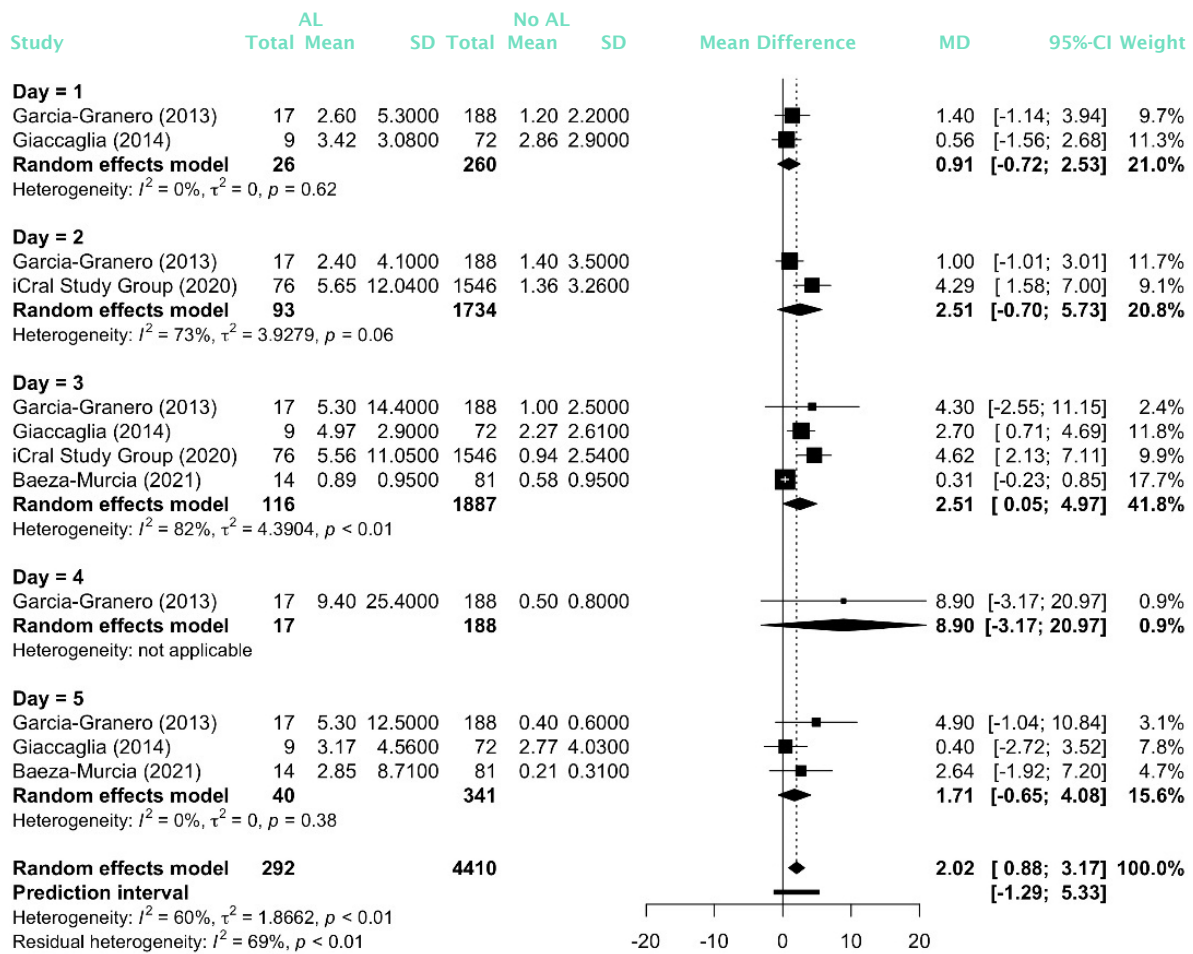 AL No AL
Study Total Mean SD Total Mean SD Mean Difference MD 95%-CI Weight
Day = 1
Garcia-Granero (2013) 17 2.60 5.3000 188 1.20 2.2000 1.40 [-1.14; 3.94] 9.7%
Giaccaglia (2014) 9 3.42 3.0800 72 2.86 2.9000 0.56 [-1.56; 2.68] 11.3%
Random effects model 26 260 0.91 [-0.72; 2.53] 21.0%
Heterogeneity: I² = 0%, τ² = 0, p = 0.62
Day = 2
Garcia-Granero (2013) 17 2.40 4.1000 188 1.40 3.5000 1.00 [-1.01; 3.01] 11.7%
iCral Study Group (2020) 76 5.65 12.0400 1546 1.36 3.2600 4.29 [ 1.58; 7.00] 9.1%
Random effects model 93 1734 2.51 [-0.70; 5.73] 20.8%
Heterogeneity: I² = 73%, τ² = 3.9279, p = 0.06
Day = 3
Garcia-Granero (2013) 17 5.30 14.4000 188 1.00 2.5000 4.30 [-2.55; 11.15] 2.4%
Giaccaglia (2014) 9 4.97 2.9000 72 2.27 2.6100 2.70 [ 0.71; 4.69] 11.8%
iCral Study Group (2020) 76 5.56 11.0500 1546 0.94 2.5400 4.62 [ 2.13; 7.11] 9.9%
Baeza-Murcia (2021) 14 0.89 0.9500 81 0.58 0.9500 0.31 [-0.23; 0.85] 17.7%
Random effects model 116 1887 2.51 [ 0.05; 4.97] 41.8%
Heterogeneity: I² = 82%, τ² = 4.3904, p < 0.01
Day = 4
Garcia-Granero (2013) 17 9.40 25.4000 188 0.50 0.8000 8.90 [-3.17; 20.97] 0.9%
Random effects model 17 188 8.90 [-3.17; 20.97] 0.9%
Heterogeneity: not applicable
Day = 5
Garcia-Granero (2013) 17 5.30 12.5000 188 0.40 0.6000 4.90 [-1.04; 10.84] 3.1%
Giaccaglia (2014) 9 3.17 4.5600 72 2.77 4.0300 0.40 [-2.72; 3.52] 7.8%
Baeza-Murcia (2021) 14 2.85 8.7100 81 0.21 0.3100 2.64 [-1.92; 7.20] 4.7%
Random effects model 40 341 1.71 [-0.65; 4.08] 15.6%
Heterogeneity: I² = 0%, τ² = 0, p = 0.38
Random effects model 292 4410 2.02 [ 0.88; 3.17] 100.0%
Prediction interval [-1.29; 5.33]
Heterogeneity: I² = 60%, τ² = 1.8662, p < 0.01
Residual heterogeneity: I² = 69%, p < 0.01
-20 -10 0 10 20